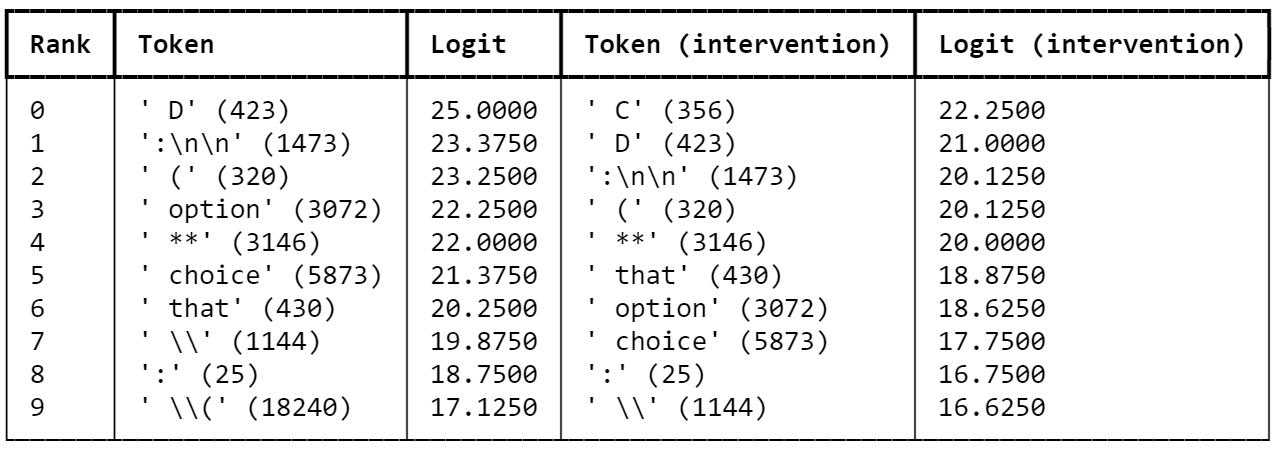 Rank Token Logit Token (intervention) Logit (intervention)
0 ' D' (423) 25.0000 ' C' (356) 22.2500
1 ':\n\n' (1473) 23.3750 ' D' (423) 21.0000
2 ' (' (320) 23.2500 ':\n\n' (1473) 20.1250
3 ' option' (3072) 22.2500 ' (' (320) 20.1250
4 ' **' (3146) 22.0000 ' **' (3146) 20.0000
5 ' choice' (5873) 21.3750 ' that' (430) 18.8750
6 ' that' (430) 20.2500 ' option' (3072) 18.6250
7 ' \\' (1144) 19.8750 ' choice' (5873) 17.7500
8 ':' (25) 18.7500 ':' (25) 16.7500
9 ' \\(' (18240) 17.1250 ' \\' (1144) 16.6250